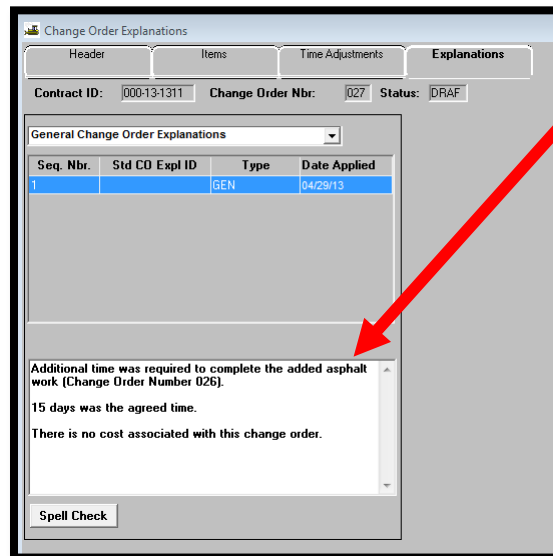 Change Order Explanations
Header Items Time Adjustments Explanations
Contract ID: 000-13-1311 Change Order Nbr: 027 Status: DRAF
General Change Order Explanations
Seq. Nbr. Std CO Expl ID Type Date Applied
1 GEN 04/29/13
Additional time was required to complete the added asphalt
work (Change Order Number 026).
15 days was the agreed time.
There is no cost associated with this change order.
Spell Check